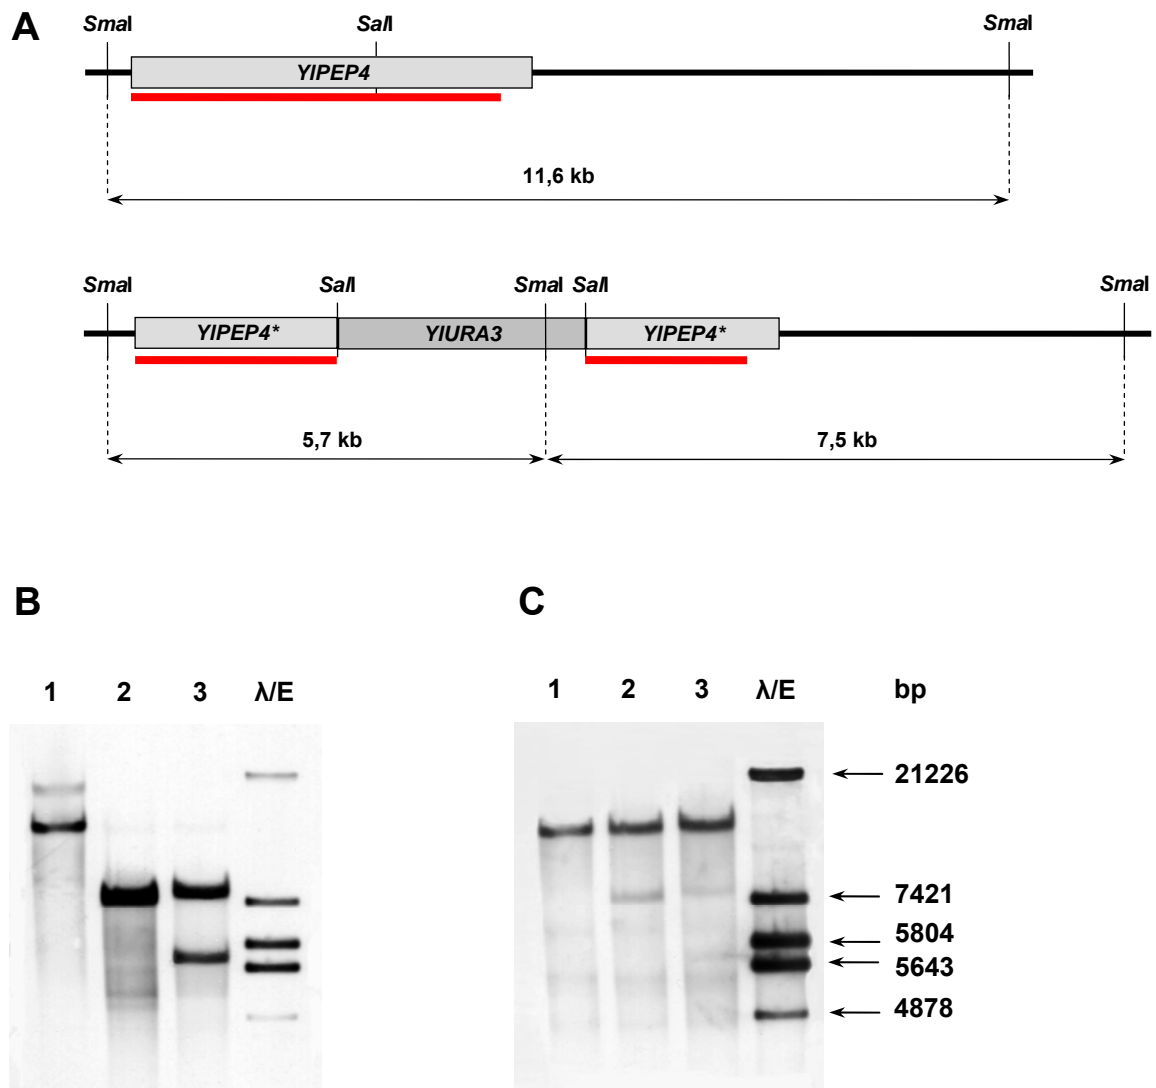 A
SmaI SalI SmaI
YlPEP4
11,6 kb
SmaI SalI SmaI SalI SmaI
YlPEP4* YlURA3 YlPEP4*
5,7 kb 7,5 kb
B C
1 2 3 λ/E 1 2 3 λ/E bp
21226
7421
5804
5643
4878